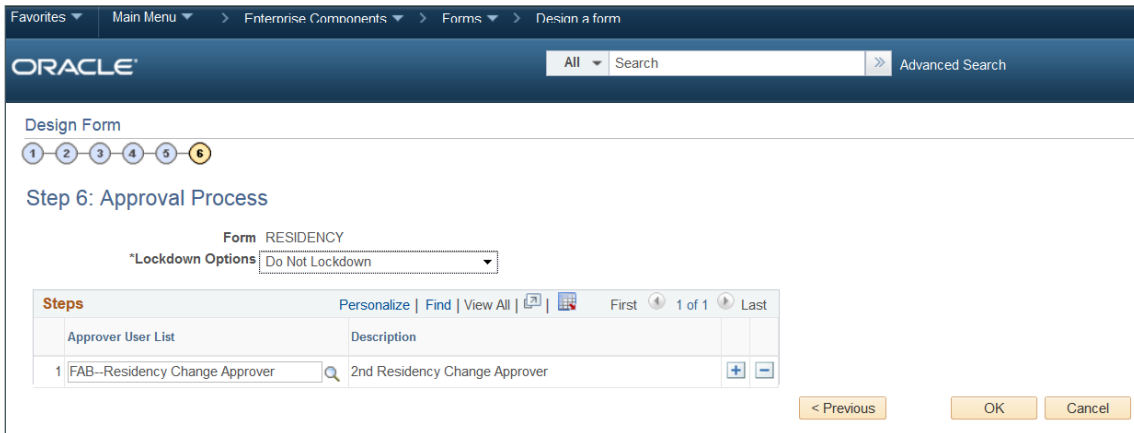 Favorites Main Menu > Enterprise Components > Forms > Design a form
ORACLE All Search Advanced Search
Design Form
1 2 3 4 5 6
Step 6: Approval Process
Form RESIDENCY
*Lockdown Options Do Not Lockdown
Steps Personalize | Find | View All | | First 1 of 1 Last
Approver User List Description
1 FAB--Residency Change Approver 2nd Residency Change Approver
< Previous OK Cancel